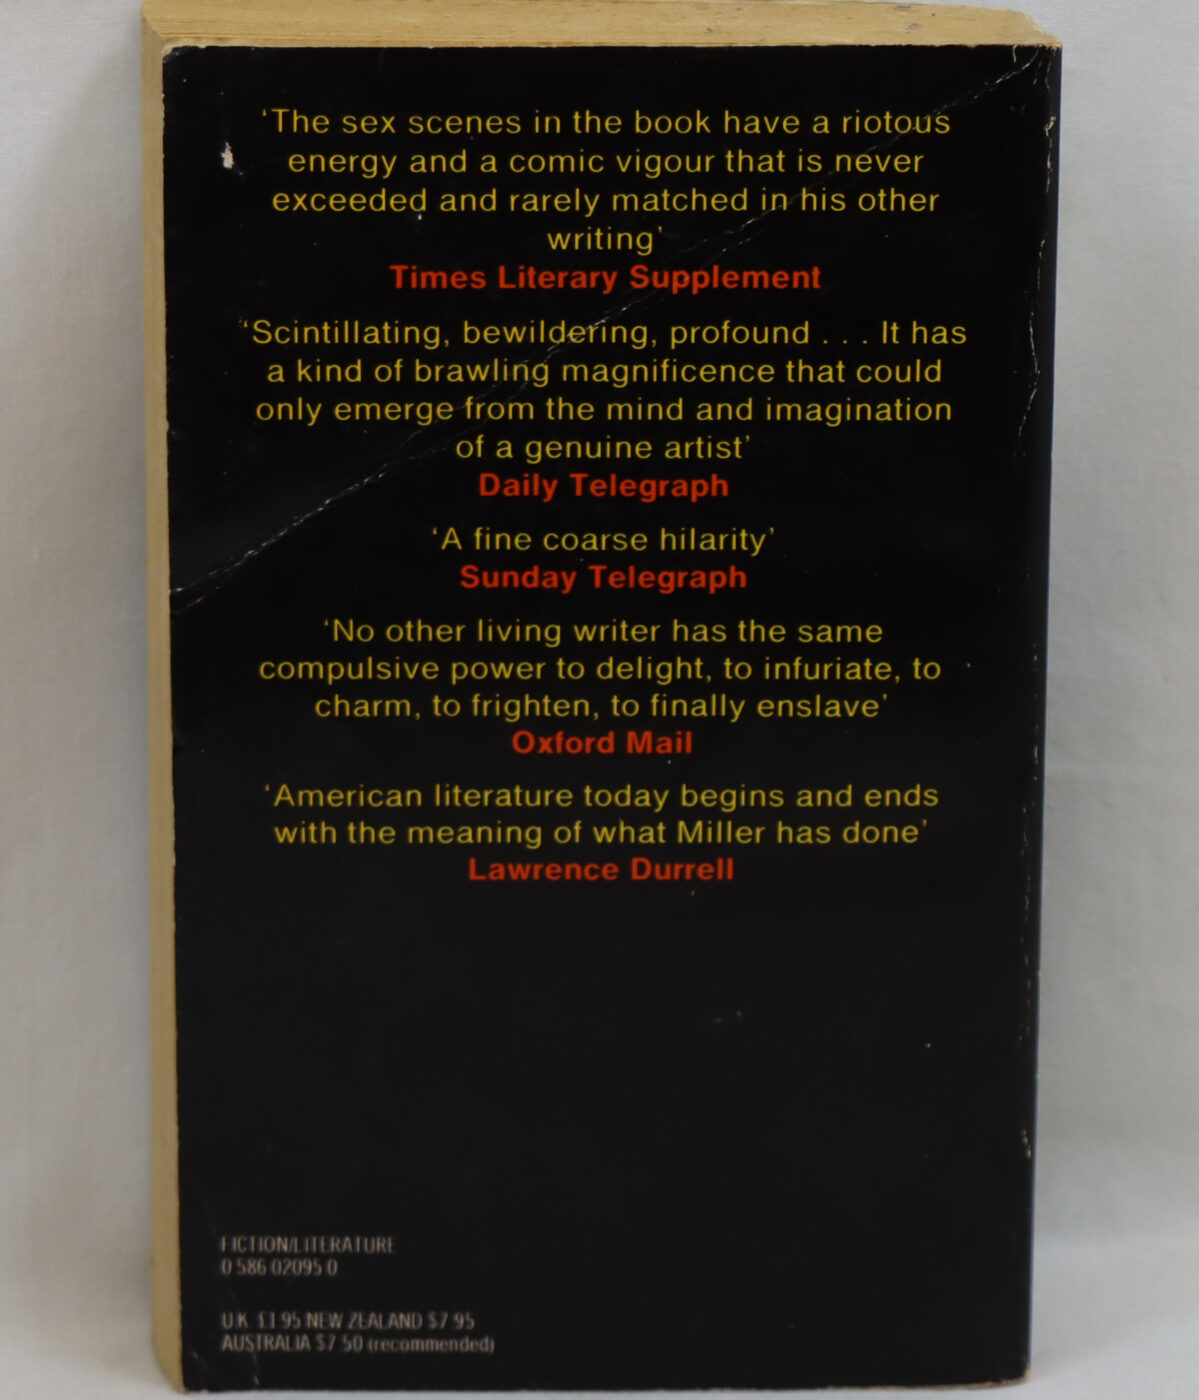 ‘The sex scenes in the book have a riotous
energy and a comic vigour that is never
exceeded and rarely matched in his other
writing’
Times Literary Supplement
‘Scintillating, bewildering, profound . . . It has
a kind of brawling magnificence that could
only emerge from the mind and imagination
of a genuine artist’
Daily Telegraph
‘A fine coarse hilarity’
Sunday Telegraph
‘No other living writer has the same
compulsive power to delight, to infuriate, to
charm, to frighten, to finally enslave’
Oxford Mail
‘American literature today begins and ends
with the meaning of what Miller has done’
Lawrence Durrell
FICTION/LITERATURE
0 586 02095 0
U.K. £1.95 NEW ZEALAND $7.95
AUSTRALIA $7.50 (recommended)